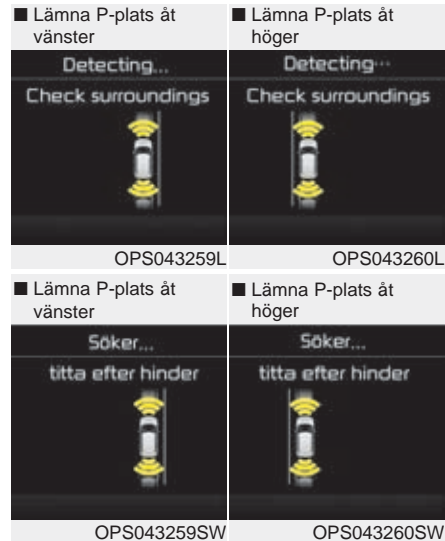 ■ Lämna P-plats åt
vänster
Detecting...
Check surroundings
OPS043259L
■ Lämna P-plats åt
höger
Detecting···
Check surroundings
OPS043260L
■ Lämna P-plats åt
vänster
Söker...
titta efter hinder
OPS043259SW
■ Lämna P-plats åt
höger
Söker...
titta efter hinder
OPS043260SW